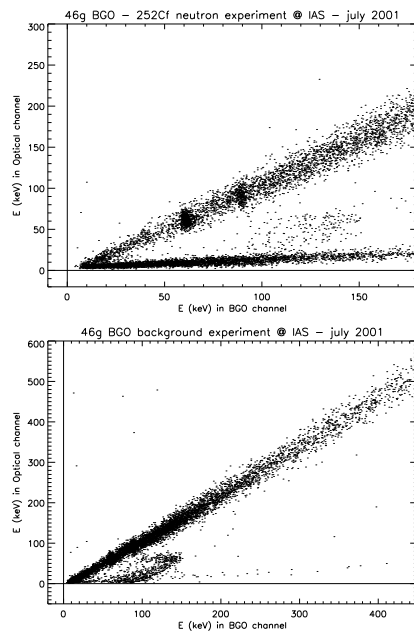 46g BGO – 252Cf neutron experiment @ IAS – july 2001
300
250
200
150
100
50
0
E (keV) in Optical channel
0 50 100 150
E (keV) in BGO channel
46g BGO background experiment @ IAS – july 2001
600
500
400
300
200
100
0
E (keV) in Optical channel
0 100 200 300 400
E (keV) in BGO channel